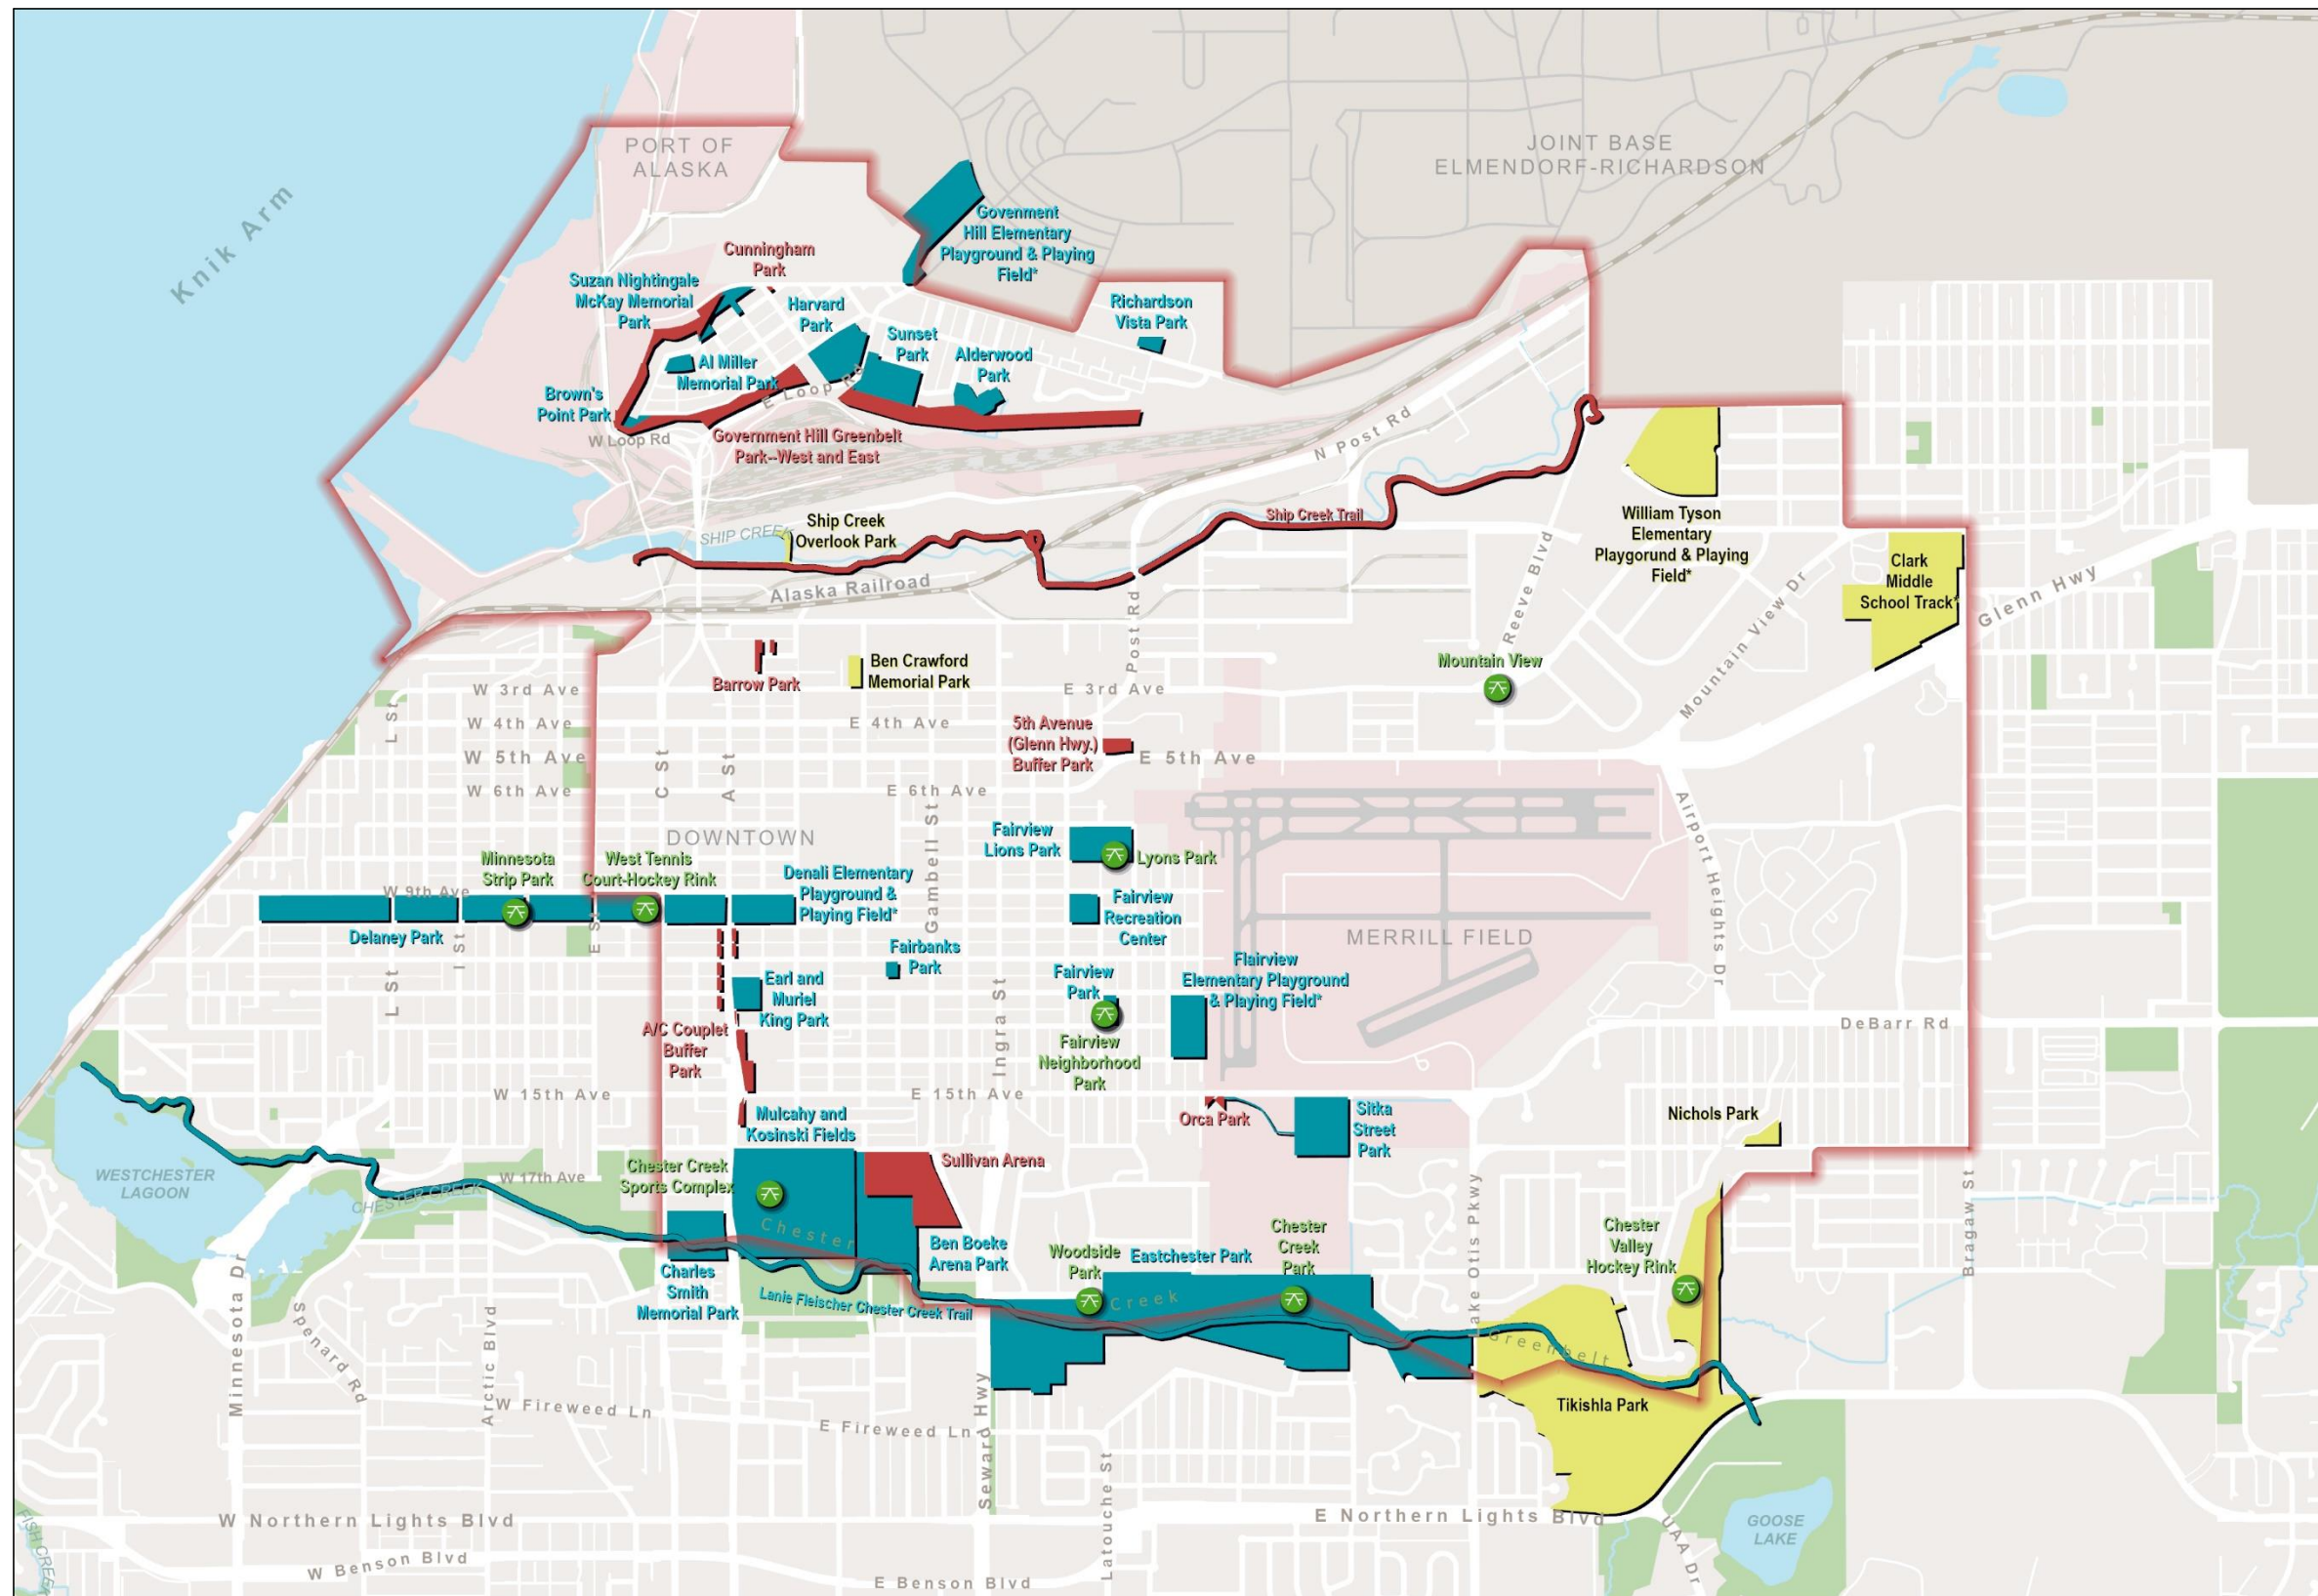 PORT OF
ALASKA
JOINT BASE
ELMENDORF-RICHARDSON
Knik Arm
Govenment
Hill Elementary
Playground & Playing
Field*
Cunningham
Park
Suzan Nightingale
McKay Memorial
Park
Harvard
Park
Richardson
Vista Park
Sunset
Park
Alderwood
Park
Al Miller
Memorial Park
E Loop Rd
Brown's
Point Park
W Loop Rd
Government Hill Greenbelt
Park--West and East
N Post Rd
Ship Creek Trail
SHIP CREEK
Ship Creek
Overlook Park
William Tyson
Elementary
Playgorund & Playing
Field*
Clark
Middle
School Track*
Glenn Hwy
Alaska Railroad
Post Rd
Reeve Blvd
Mountain View Dr
Mountain View
Barrow Park
Ben Crawford
Memorial Park
W 3rd Ave
E 3rd Ave
L St
W 4th Ave
E 4th Ave
5th Avenue
(Glenn Hwy.)
Buffer Park
W 5th Ave
E 5th Ave
C St
A St
W 6th Ave
E 6th Ave
Gambell St
Airport Heights Dr
DOWNTOWN
Fairview
Lions Park
Lyons Park
Minnesota
Strip Park
West Tennis
Court-Hockey Rink
Denali Elementary
Playground &
Playing Field*
W 9th Ave
Fairview
Recreation
Center
Delaney Park
I St
E St
MERRILL FIELD
Fairbanks
Park
Flairview
Elementary Playground
& Playing Field*
Fairview
Park
Earl and
Muriel
King Park
L St
Ingra St
A/C Couplet
Buffer
Park
Fairview
Neighborhood
Park
DeBarr Rd
W 15th Ave
E 15th Ave
Mulcahy and
Kosinski Fields
Orca Park
Sitka
Street
Park
Nichols Park
WESTCHESTER
LAGOON
W 17th Ave
CHESTER CREEK
Chester Creek
Sports Complex
Sullivan Arena
Chester
Creek
Greenbelt
Ben Boeke
Arena Park
Woodside
Park
Eastchester Park
Chester
Creek
Park
Lake Otis Pkwy
Chester
Valley
Hockey Rink
Bragaw St
Charles
Smith
Memorial Park
Lanie Fleischer Chester Creek Trail
Minnesota Dr
Spenard Rd
Arctic Blvd
W Fireweed Ln
E Fireweed Ln
Seward Hwy
Latouche St
Tikishla Park
W Northern Lights Blvd
E Northern Lights Blvd
GOOSE
LAKE
UAA Dr
FISH CREEK
W Benson Blvd
E Benson Blvd